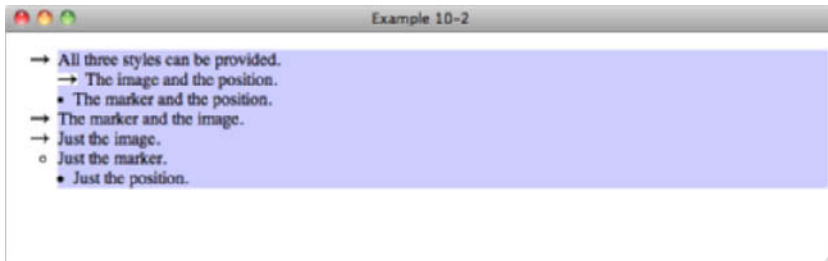 Example 10-2
→ All three styles can be provided.
→ The image and the position.
• The marker and the position.
→ The marker and the image.
→ Just the image.
○ Just the marker.
• Just the position.